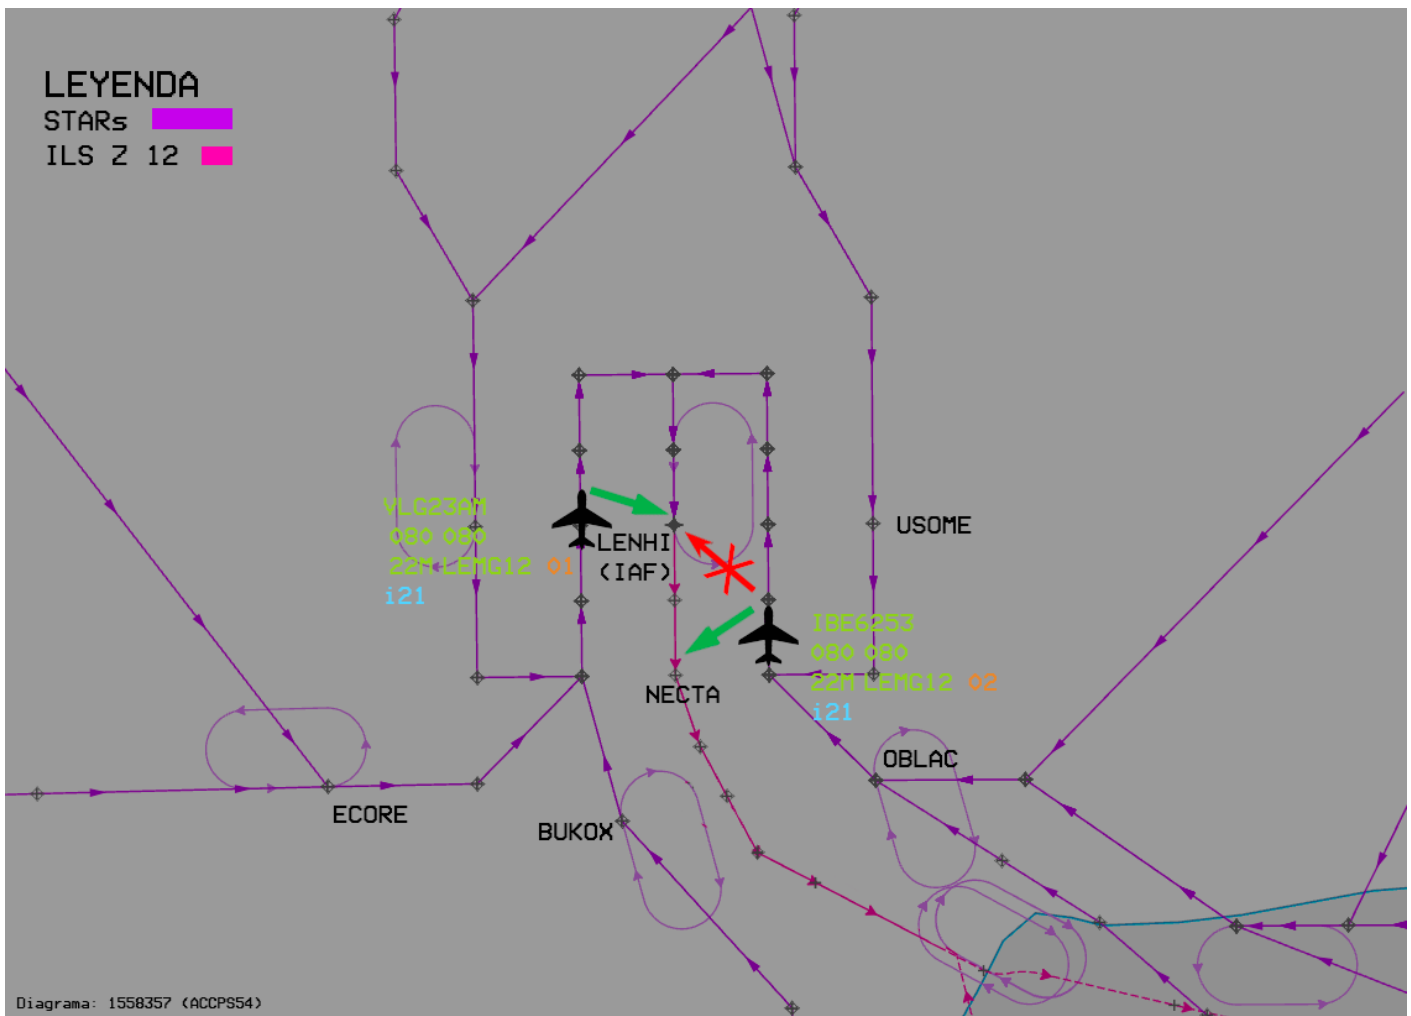 LEYENDA
STARs
ILS Z 12
VLG23AM
080 080
22M LEMG12 01
i21
LENHI
(IAF)
USOME
IBE6253
080 080
22M LEMG12 02
i21
NECTA
OBLAC
ECORE
BUKOX
Diagrama: 1558357 (ACCPS54)